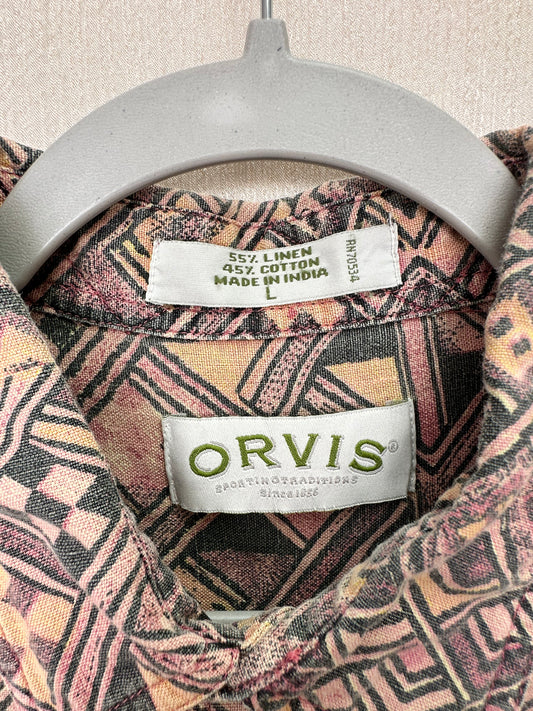 55% LINEN
45% COTTON
MADE IN INDIA
L
RN70534
ORVIS®
SPORTING TRADITIONS
Since 1856